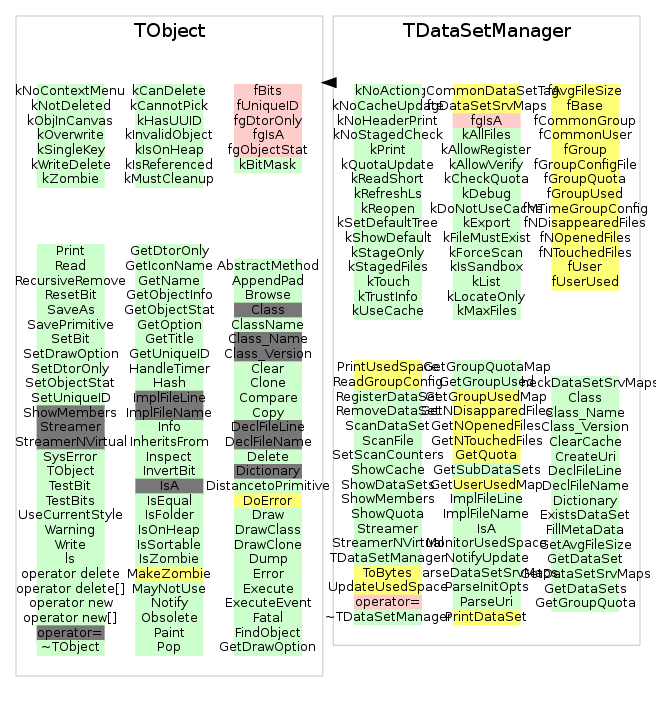 TObject
kNoContextMenu
kNotDeleted
kObjInCanvas
kOverwrite
kSingleKey
kWriteDelete
kZombie
kCanDelete
kCannotPick
kHasUUID
kInvalidObject
kIsOnHeap
kIsReferenced
kMustCleanup
fBits
fUniqueID
fgDtorOnly
fgIsA
fgObjectStat
kBitMask
Print
Read
RecursiveRemove
ResetBit
SaveAs
SavePrimitive
SetBit
SetDrawOption
SetDtorOnly
SetObjectStat
SetUniqueID
ShowMembers
Streamer
StreamerNVirtual
SysError
TObject
TestBit
TestBits
UseCurrentStyle
Warning
Write
ls
operator delete
operator delete[]
operator new
operator new[]
operator=
~TObject
GetDtorOnly
GetIconName
GetName
GetObjectInfo
GetObjectStat
GetOption
GetTitle
GetUniqueID
HandleTimer
Hash
ImplFileLine
ImplFileName
Info
InheritsFrom
Inspect
InvertBit
IsA
IsEqual
IsFolder
IsOnHeap
IsSortable
IsZombie
MakeZombie
MayNotUse
Notify
Obsolete
Paint
Pop
AbstractMethod
AppendPad
Browse
Class
ClassName
Class_Name
Class_Version
Clear
Clone
Compare
Copy
DeclFileLine
DeclFileName
Delete
Dictionary
DistancetoPrimitive
DoError
Draw
DrawClass
DrawClone
Dump
Error
Execute
ExecuteEvent
Fatal
FindObject
GetDrawOption
TDataSetManager
kNoAction
kNoCacheUpdate
kNoHeaderPrint
kNoStagedCheck
kPrint
kQuotaUpdate
kReadShort
kRefreshLs
kReopen
kSetDefaultTree
kShowDefault
kStageOnly
kStagedFiles
kTouch
kTrustInfo
kUseCache
CommonDataSetTag
fgDataSetSrvMaps
fgIsA
kAllFiles
kAllowRegister
kAllowVerify
kCheckQuota
kDebug
kDoNotUseCache
kExport
kFileMustExist
kForceScan
kIsSandbox
kList
kLocateOnly
kMaxFiles
fAvgFileSize
fBase
fCommonGroup
fCommonUser
fGroup
fGroupConfigFile
fGroupQuota
fGroupUsed
fMTimeGroupConfig
fNDisappearedFiles
fNOpenedFiles
fNTouchedFiles
fUser
fUserUsed
PrintUsedSpace
ReadGroupConfig
RegisterDataSet
RemoveDataSet
ScanDataSet
ScanFile
SetScanCounters
ShowCache
ShowDataSets
ShowMembers
ShowQuota
Streamer
StreamerNVirtual
TDataSetManager
ToBytes
UpdateUsedSpace
operator=
~TDataSetManager
GetGroupQuotaMap
GetGroupUsed
GetGroupUsedMap
GetNDisapparedFiles
GetNOpenedFiles
GetNTouchedFiles
GetQuota
GetSubDataSets
GetUserUsedMap
ImplFileLine
ImplFileName
IsA
MonitorUsedSpace
NotifyUpdate
ParseDataSetSrvMaps
ParseInitOpts
ParseUri
PrintDataSet
heckDataSetSrvMaps
Class
Class_Name
Class_Version
ClearCache
CreateUri
DeclFileLine
DeclFileName
Dictionary
ExistsDataSet
FillMetaData
GetAvgFileSize
GetDataSet
GetDataSetSrvMaps
GetDataSets
GetGroupQuota